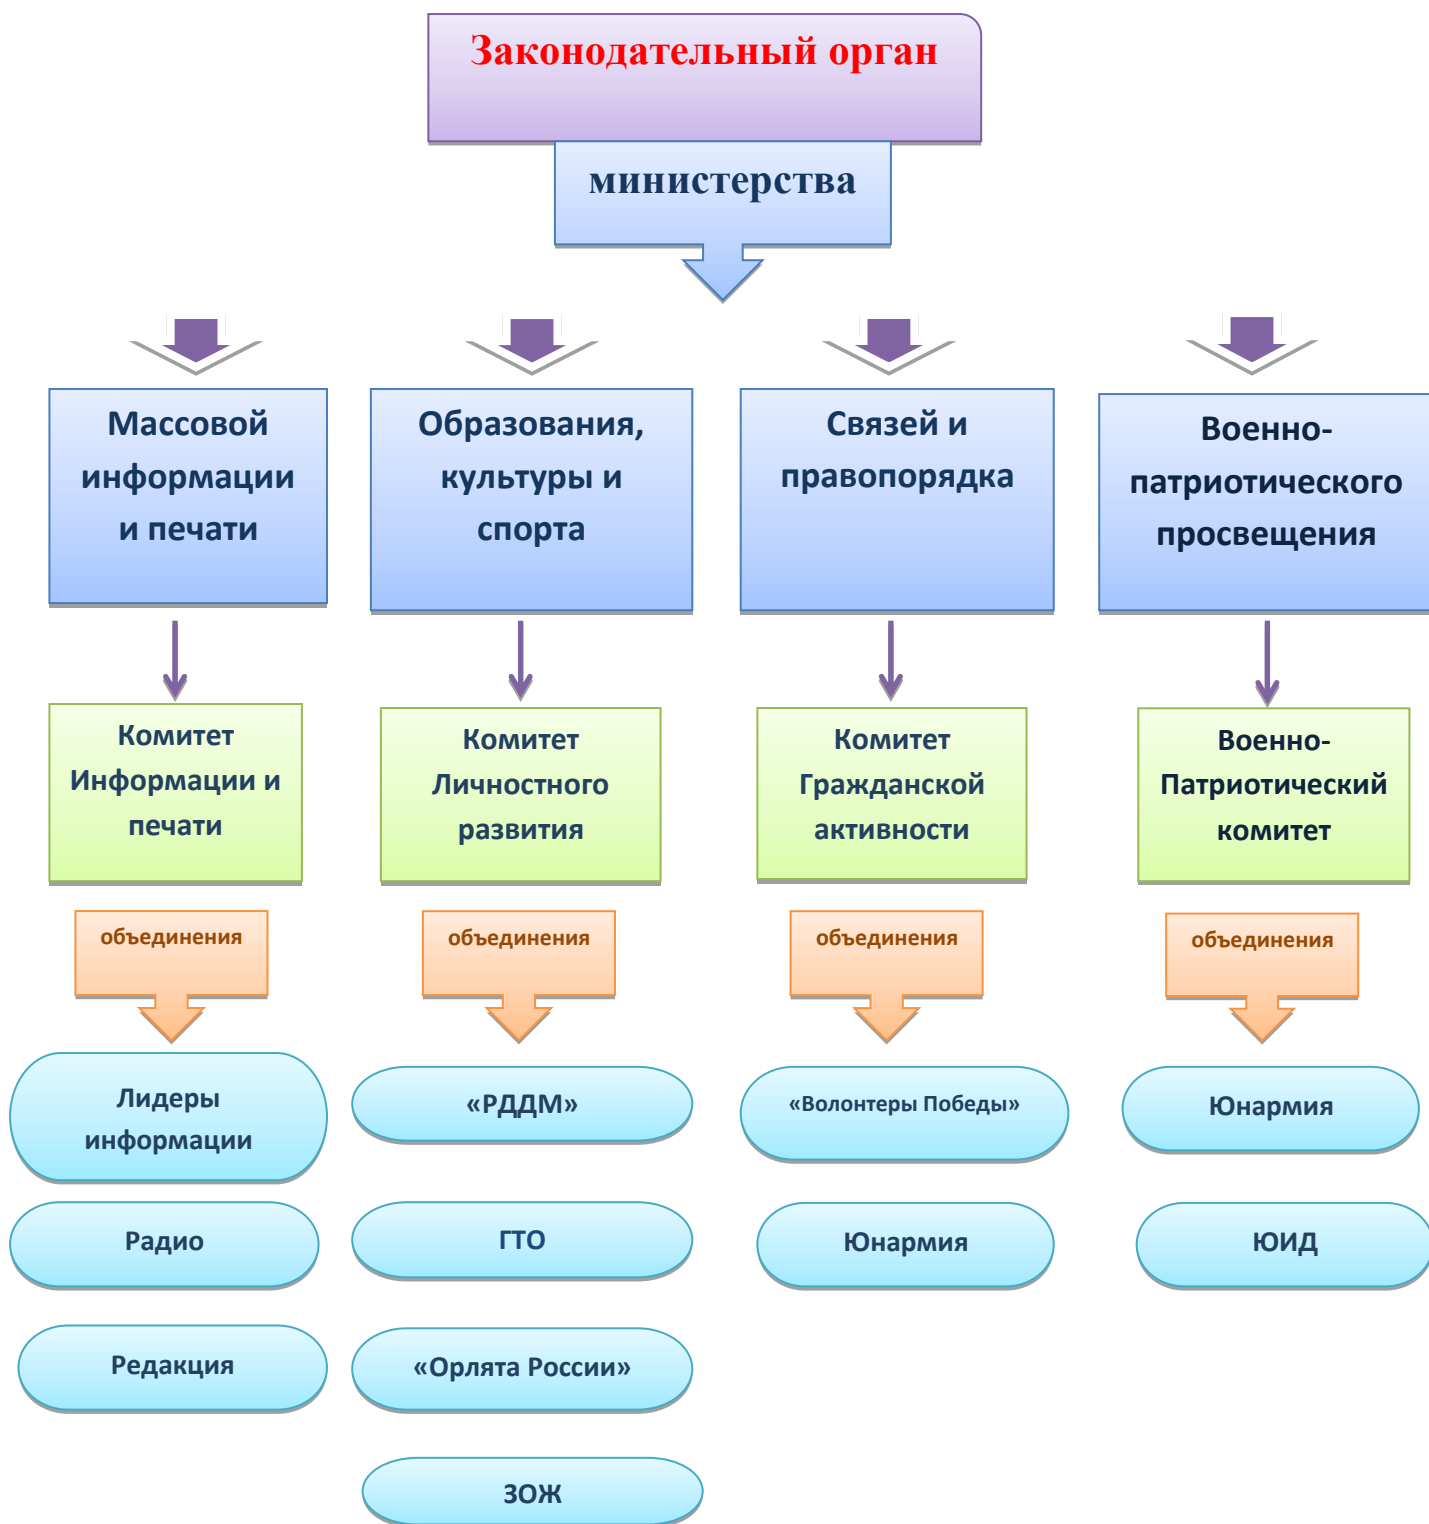 Законодательный орган
министерства
Массовой
информации
и печати
Образования,
культуры и
спорта
Связей и
правопорядка
Военно-
патриотического
просвещения
Комитет
Информации и
печати
Комитет
Личностного
развития
Комитет
Гражданской
активности
Военно-
Патриотический
комитет
объединения
объединения
объединения
объединения
Лидеры
информации
«РДДМ»
«Волонтеры Победы»
Юнармия
Радио
ГТО
Юнармия
ЮИД
Редакция
«Орлята России»
ЗОЖ